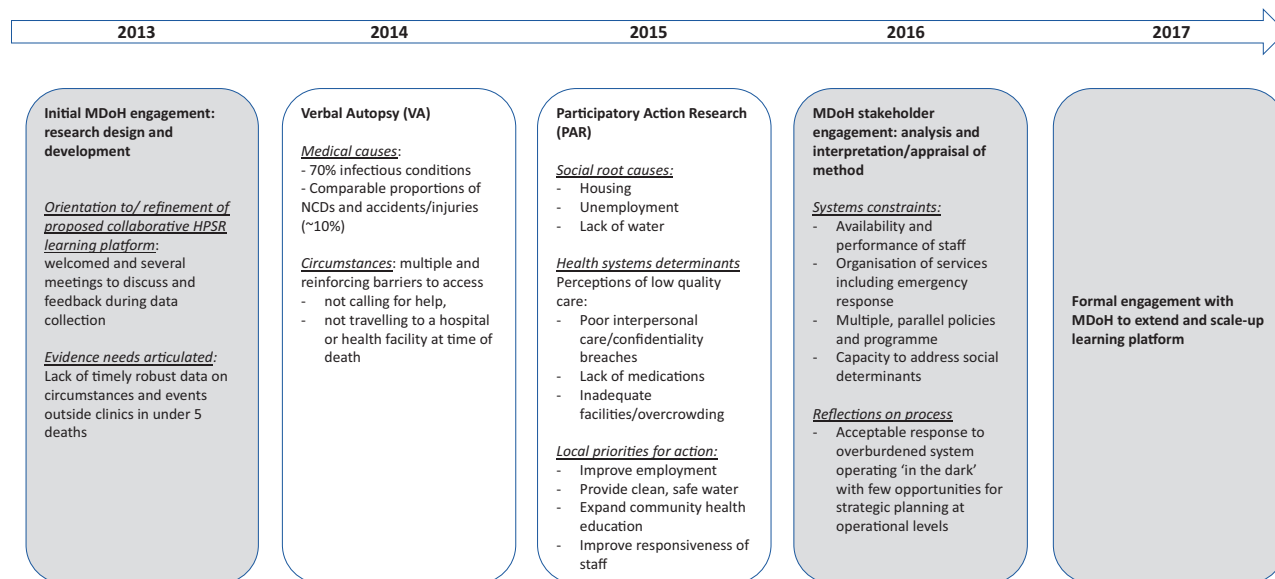 2013
2014
2015
2016
2017
Initial MDoH engagement:
research design and
development
Orientation to/ refinement of
proposed collaborative HPSR
learning platform:
welcomed and several
meetings to discuss and
feedback during data
collection
Evidence needs articulated:
Lack of timely robust data on
circumstances and events
outside clinics in under 5
deaths
Verbal Autopsy (VA)
Medical causes:
- 70% infectious conditions
- Comparable proportions of
NCDs and accidents/injuries
(~10%)
Circumstances: multiple and
reinforcing barriers to access
- not calling for help,
- not travelling to a hospital
or health facility at time of
death
Participatory Action Research
(PAR)
Social root causes:
- Housing
- Unemployment
- Lack of water
Health systems determinants
Perceptions of low quality
care:
- Poor interpersonal
care/confidentiality
breaches
- Lack of medications
- Inadequate
facilities/overcrowding
Local priorities for action:
- Improve employment
- Provide clean, safe water
- Expand community health
education
- Improve responsiveness of
staff
MDoH stakeholder
engagement: analysis and
interpretation/appraisal of
method
Systems constraints:
- Availability and
performance of staff
- Organisation of services
including emergency
response
- Multiple, parallel policies
and programme
- Capacity to address social
determinants
Reflections on process
- Acceptable response to
overburdened system
operating ‘in the dark’
with few opportunities for
strategic planning at
operational levels
Formal engagement with
MDoH to extend and scale-up
learning platform